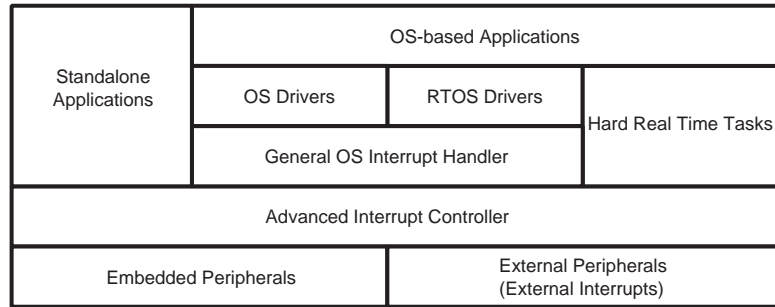 OS-based Applications
Standalone
Applications
OS Drivers
RTOS Drivers
Hard Real Time Tasks
General OS Interrupt Handler
Advanced Interrupt Controller
Embedded Peripherals
External Peripherals
(External Interrupts)